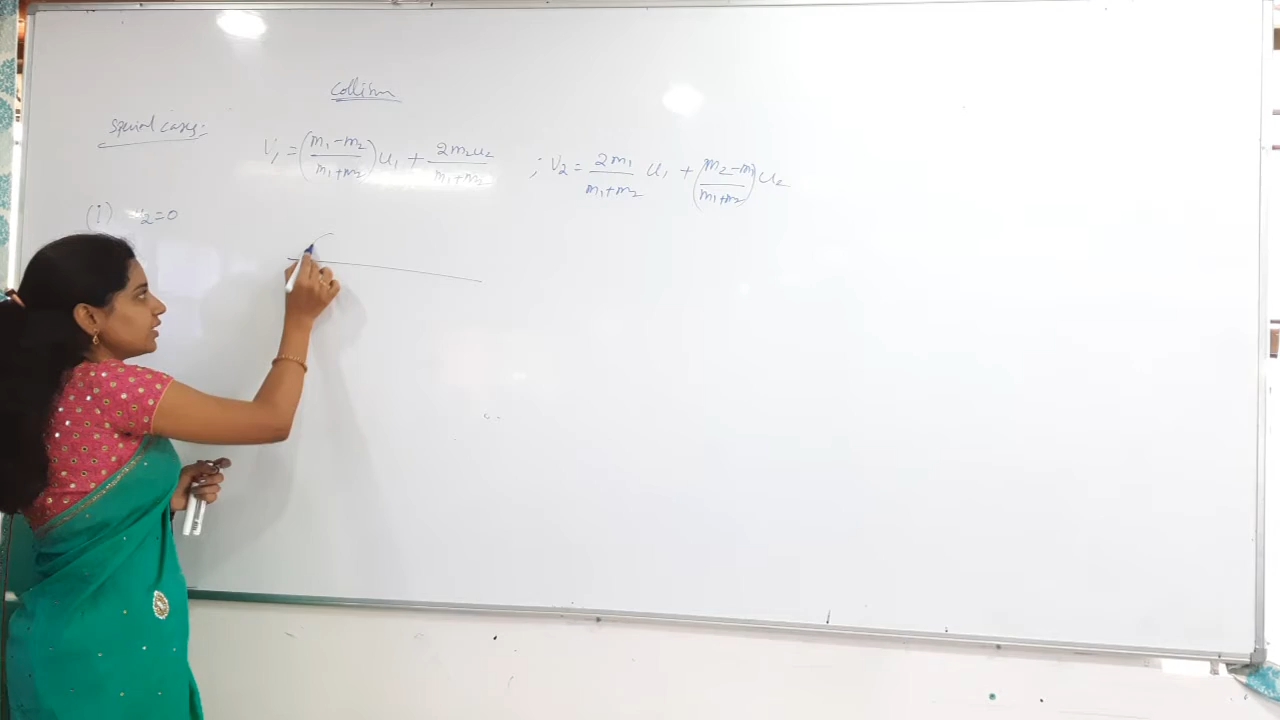 Collision
Special cases:-
V₁ = ((m₁-m₂)/(m₁+m₂))u₁ + 2m₂u₂/(m₁+m₂) ; V₂ = 2m₁/(m₁+m₂) u₁ + ((m₂-m₁)/(m₁+m₂))u₂
(i) u₂=0